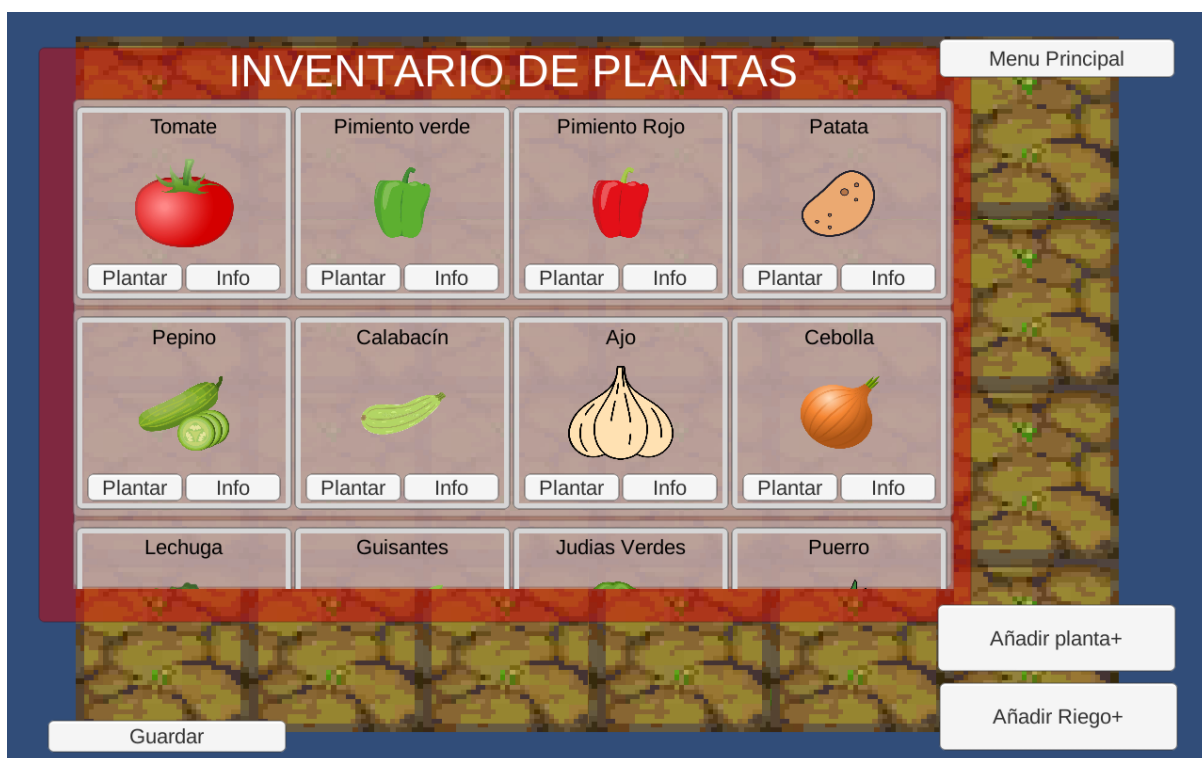 INVENTARIO DE PLANTAS
Menu Principal
Tomate
Pimiento verde
Pimiento Rojo
Patata
Plantar
Info
Plantar
Info
Plantar
Info
Plantar
Info
Pepino
Calabacín
Ajo
Cebolla
Plantar
Info
Plantar
Info
Plantar
Info
Plantar
Info
Lechuga
Guisantes
Judias Verdes
Puerro
Añadir planta+
Añadir Riego+
Guardar